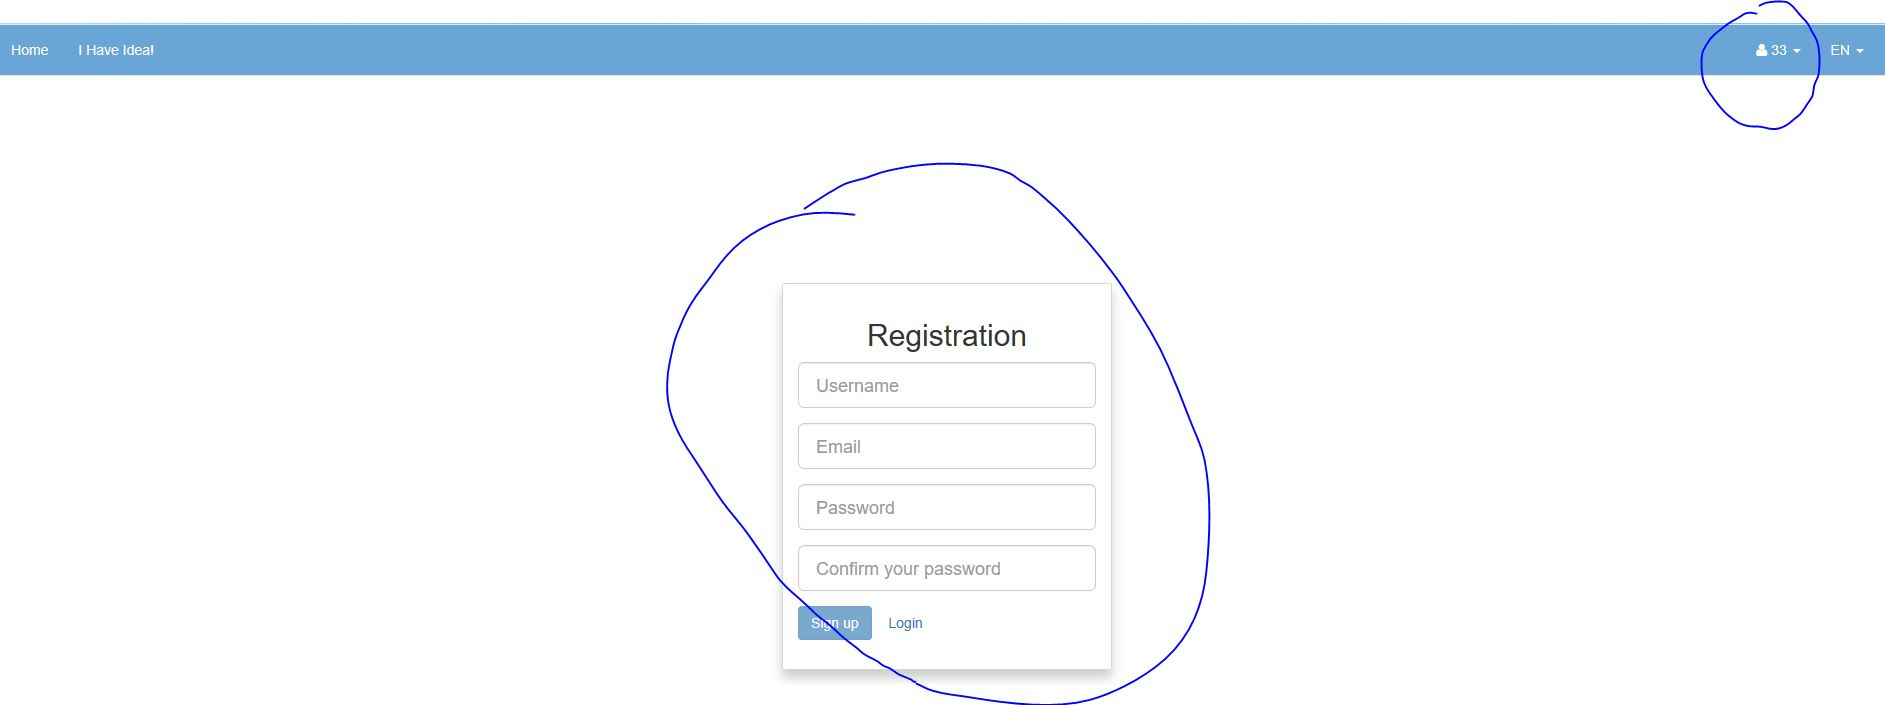 Home I Have Idea! 33 EN
Registration
Username
Email
Password
Confirm your password
Sign up Login